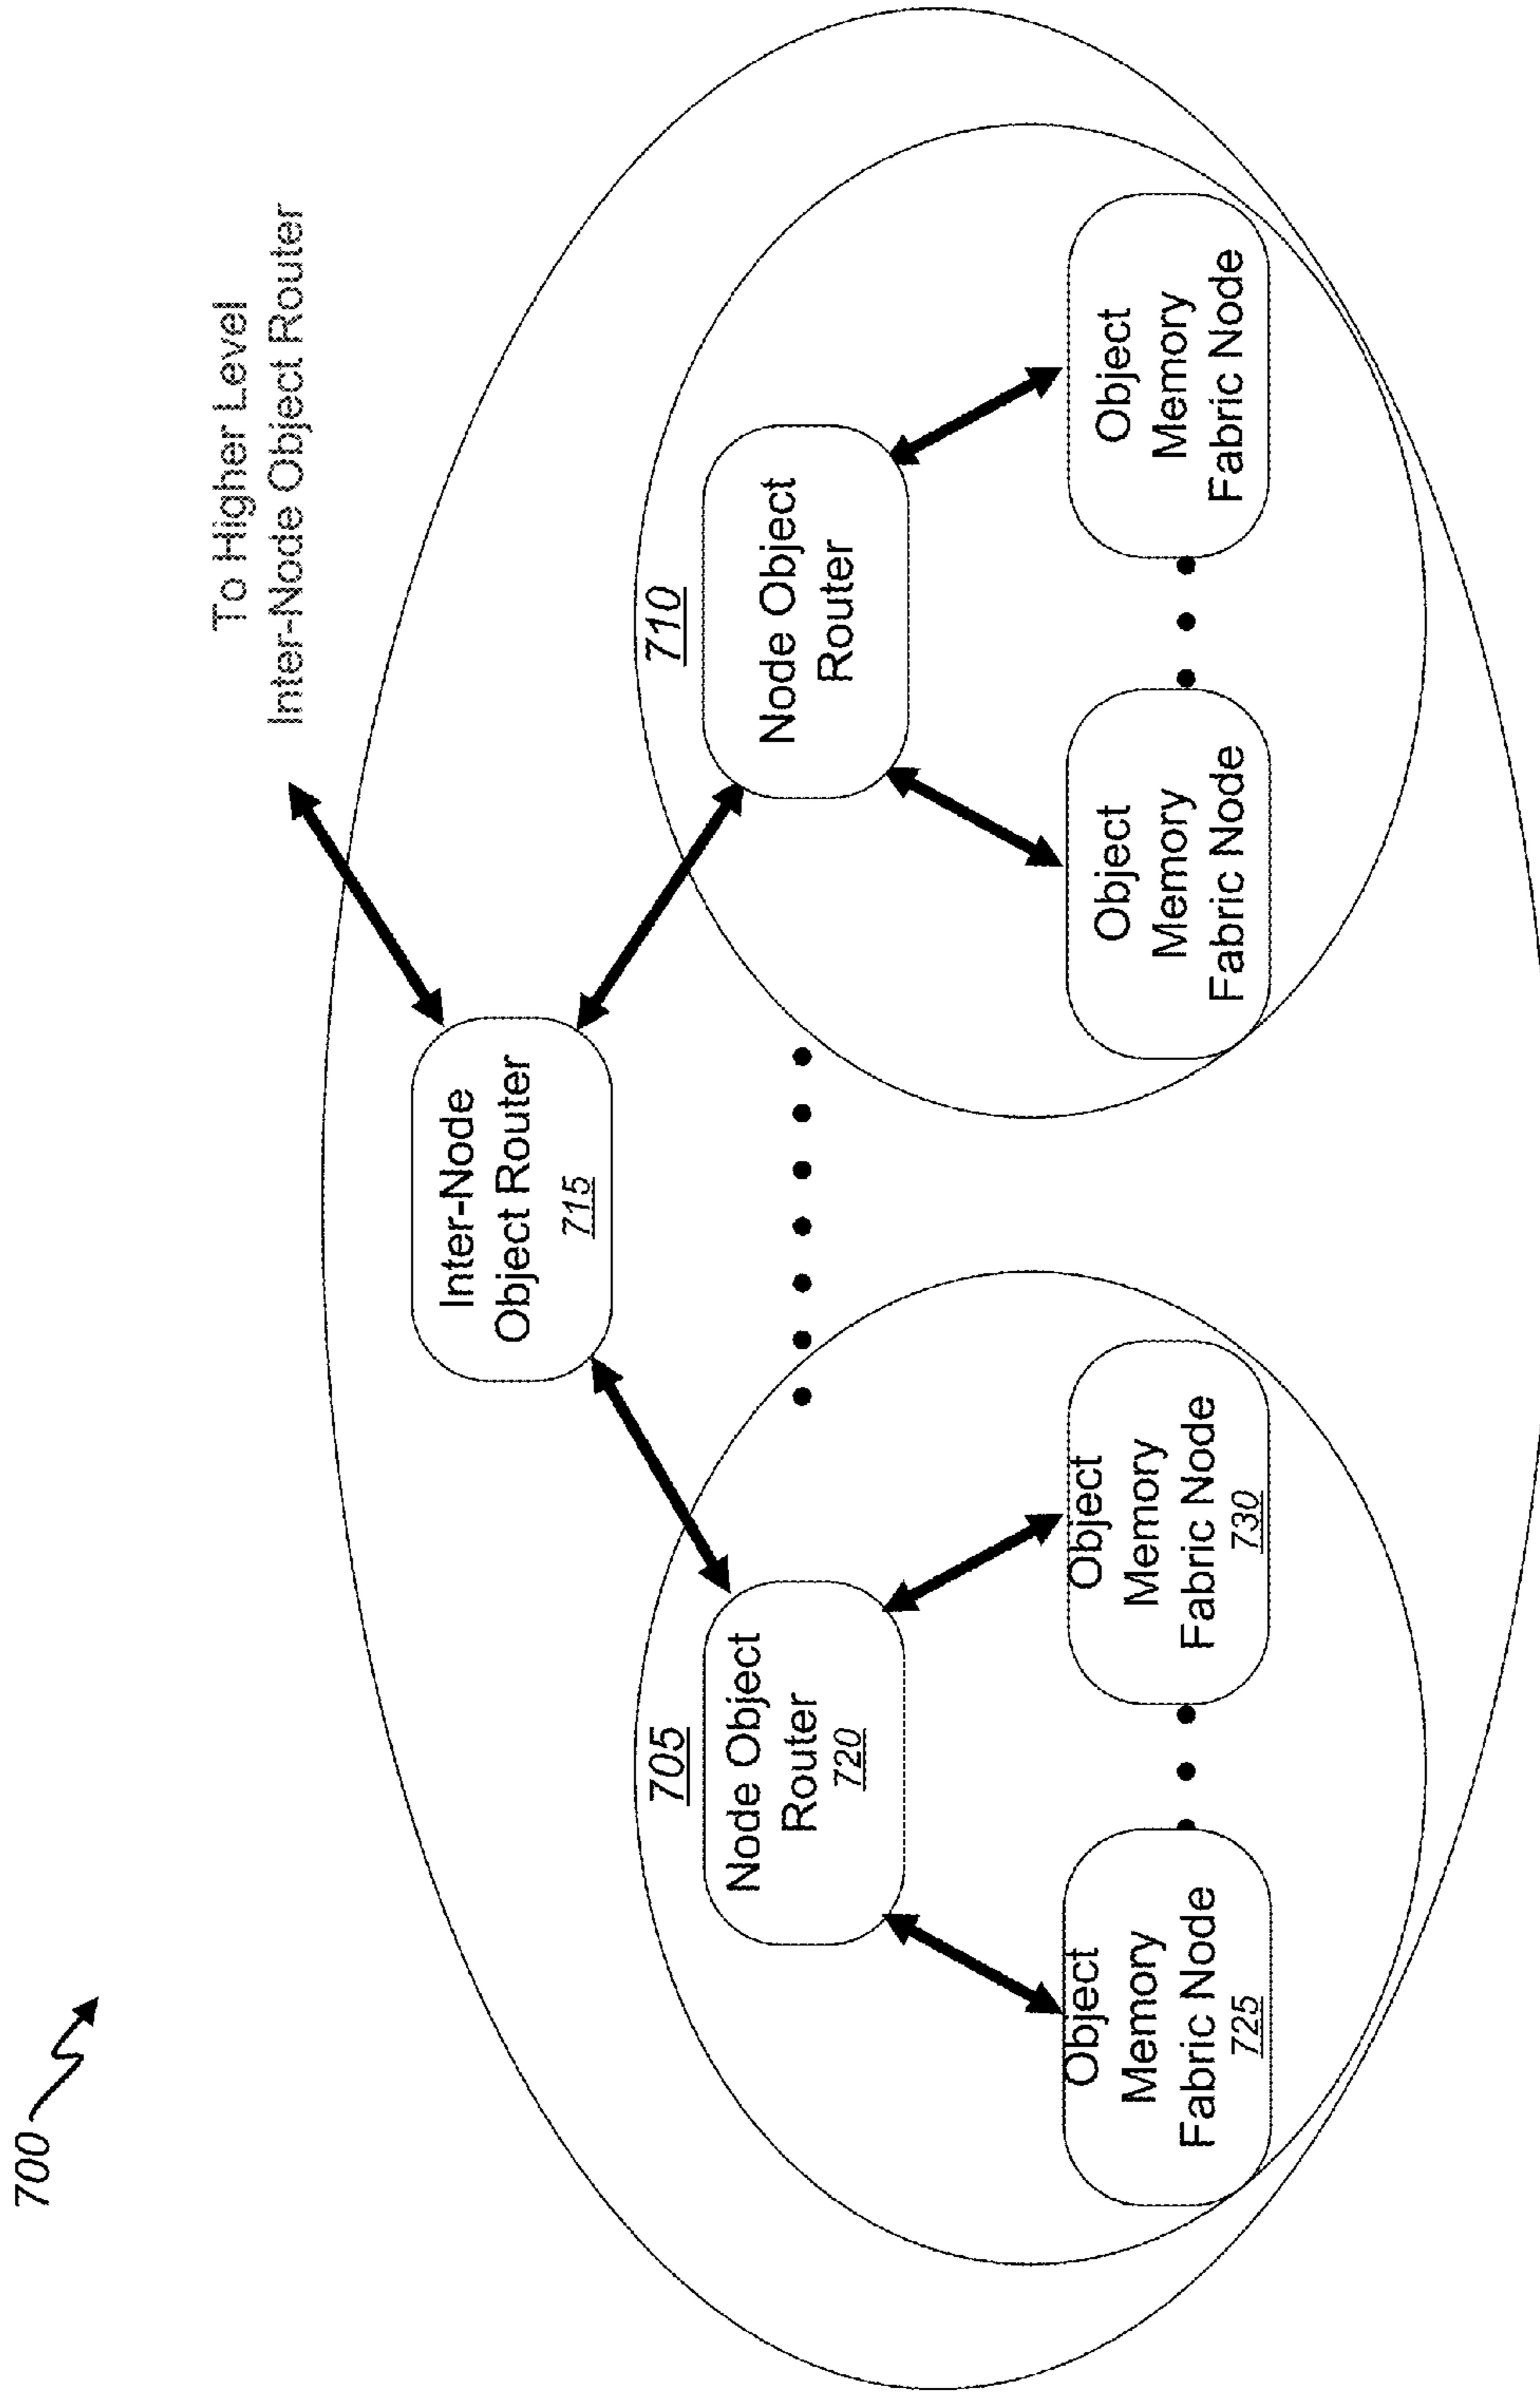 700
To Higher Level
Inter-Node Object Router
Inter-Node
Object Router
715
705
Node Object
Router
720
710
Node Object
Router
Object
Memory
Fabric Node
725
Object
Memory
Fabric Node
730
Object
Memory
Fabric Node
Object
Memory
Fabric Node